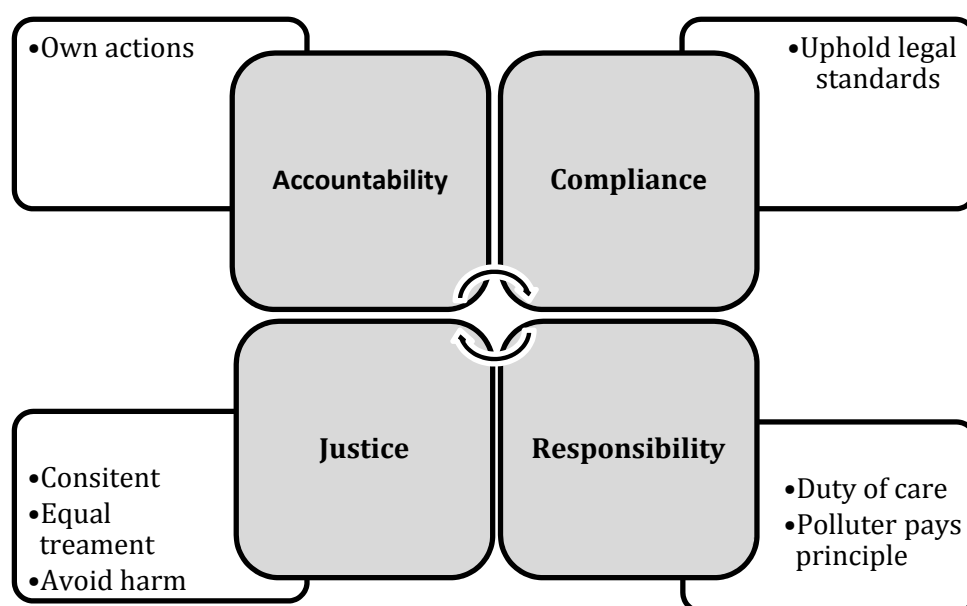 •Own actions
Accountability
Compliance
•Uphold legal
standards
Justice
•Consitent
•Equal
treament
•Avoid harm
Responsibility
•Duty of care
•Polluter pays
principle